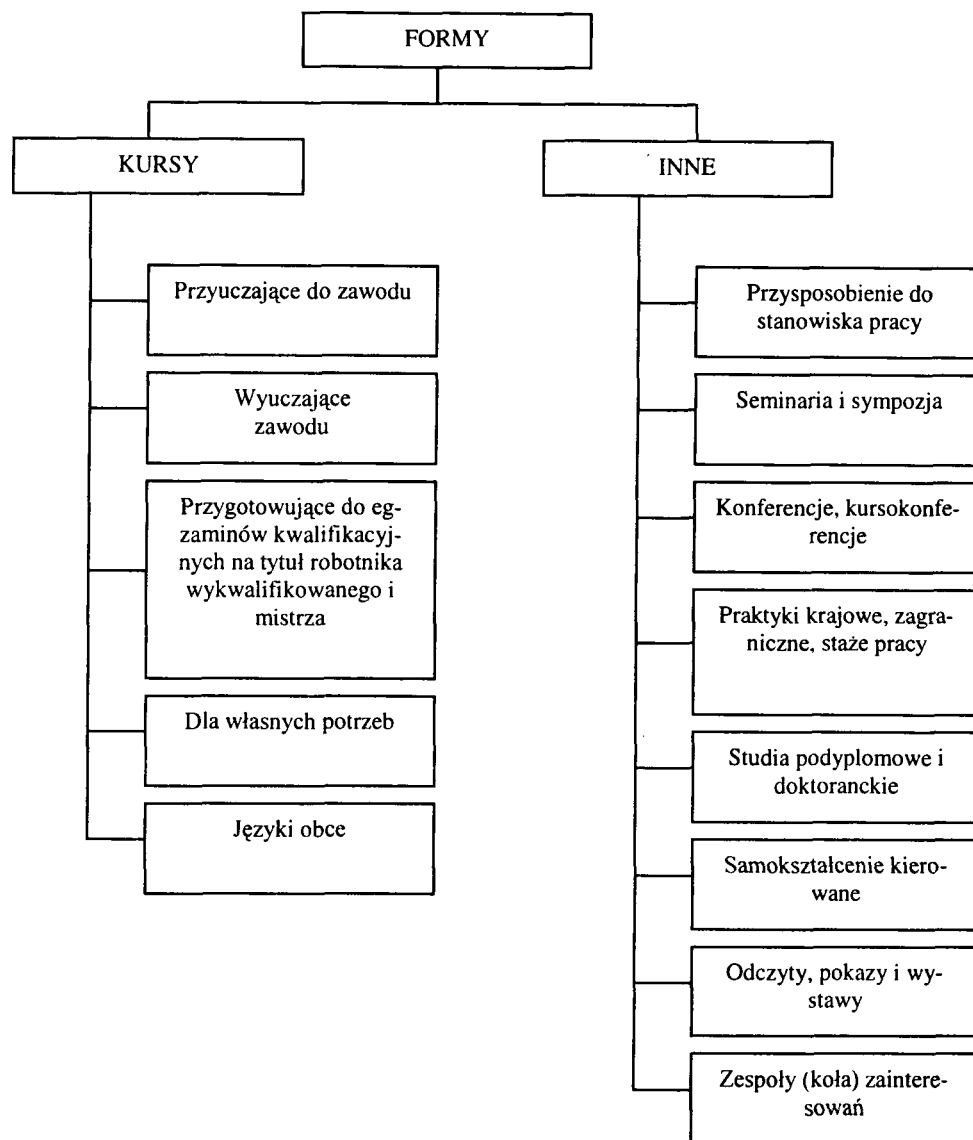 FORMY
KURSY
Przyuczające do zawodu
Wyuczające
zawodu
Przygotowujące do eg-
zaminów kwalifikacyj-
nych na tytuł robotnika
wykwalifikowanego i
mistrza
Dla własnych potrzeb
Języki obce
INNE
Przysposobienie do
stanowiska pracy
Seminaria i sympozja
Konferencje, kursokonfe-
rencje
Praktyki krajowe, zagra-
niczne, staże pracy
Studia podyplomowe i
doktoranckie
Samokształcenie kiero-
wane
Odczyty, pokazy i wy-
stawy
Zespoły (koła) zaintere-
sowań